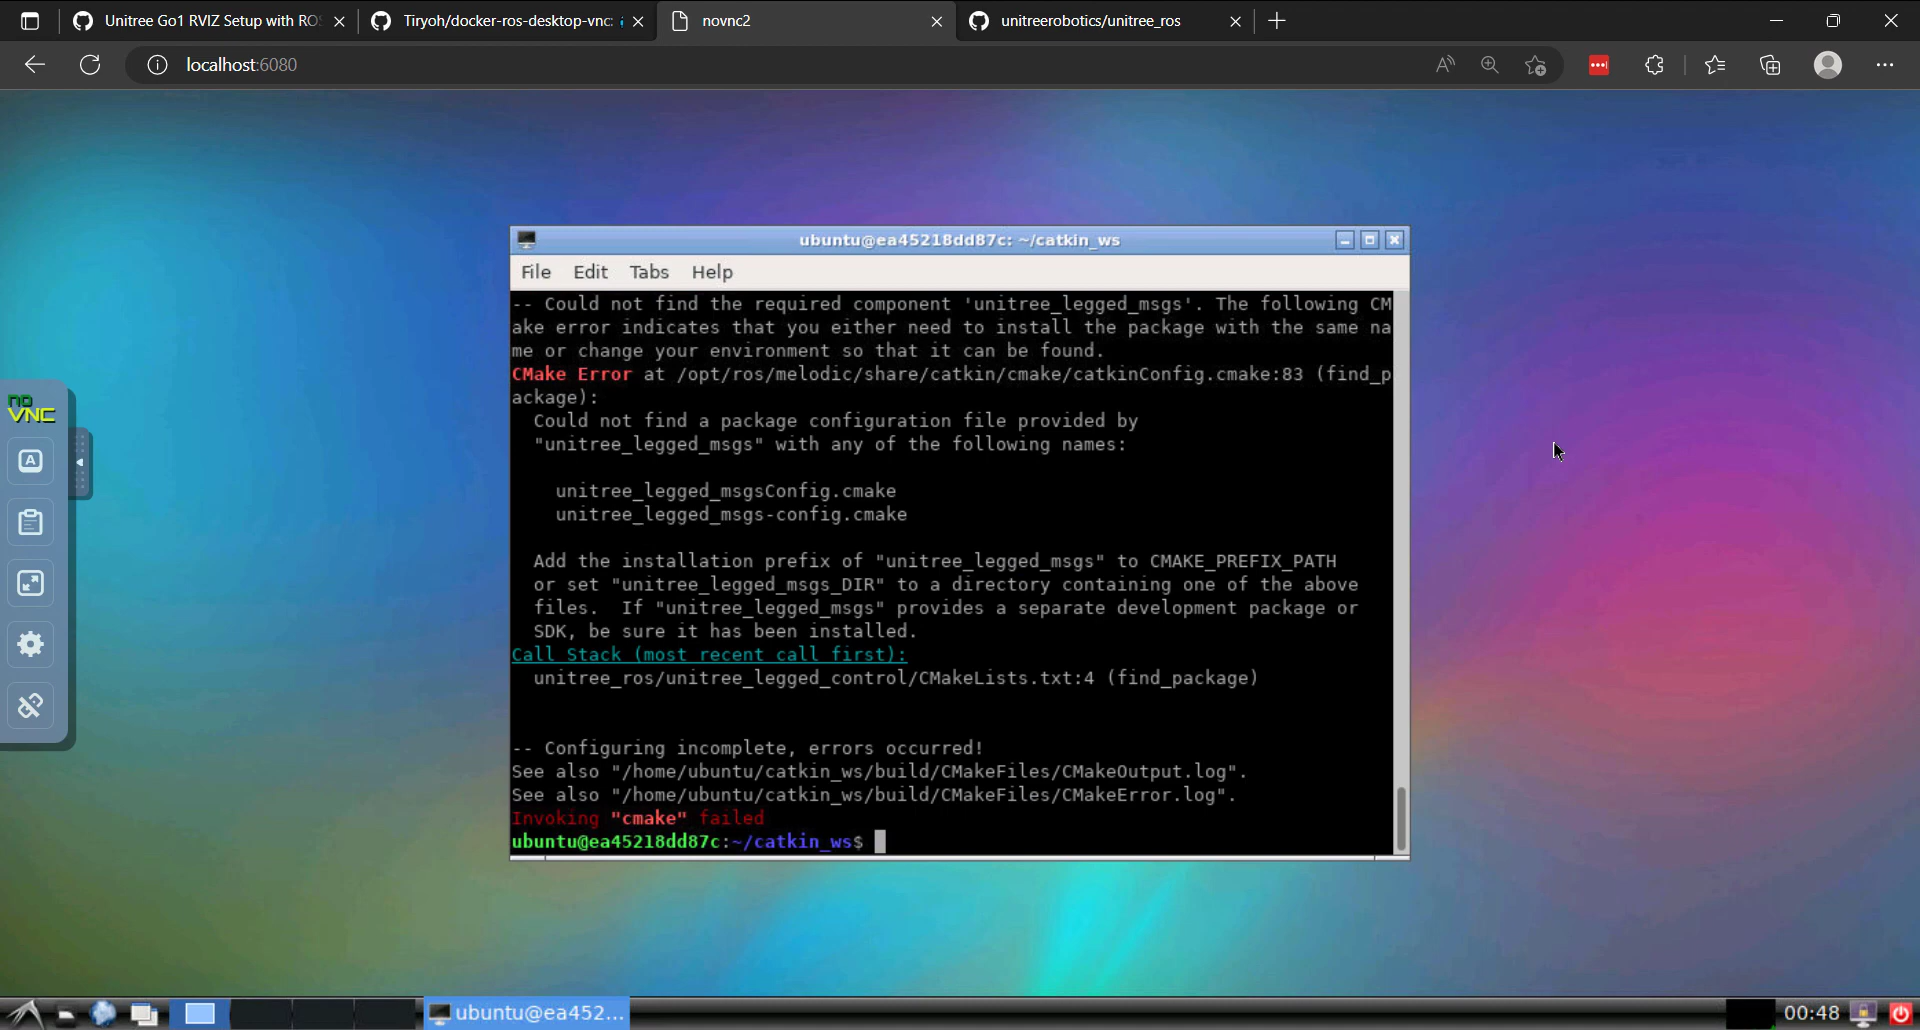 Unitree Go1 RVIZ Setup with RO
Tiryoh/docker-ros-desktop-vnc:
novnc2
unitreerobotics/unitree_ros
localhost:6080
ubuntu@ea45218dd87c: ~/catkin_ws
File Edit Tabs Help
-- Could not find the required component 'unitree_legged_msgs'. The following CM
ake error indicates that you either need to install the package with the same na
me or change your environment so that it can be found.
CMake Error at /opt/ros/melodic/share/catkin/cmake/catkinConfig.cmake:83 (find_p
ackage):
Could not find a package configuration file provided by
"unitree_legged_msgs" with any of the following names:
unitree_legged_msgsConfig.cmake
unitree_legged_msgs-config.cmake
Add the installation prefix of "unitree_legged_msgs" to CMAKE_PREFIX_PATH
or set "unitree_legged_msgs_DIR" to a directory containing one of the above
files.  If "unitree_legged_msgs" provides a separate development package or
SDK, be sure it has been installed.
Call Stack (most recent call first):
unitree_ros/unitree_legged_control/CMakeLists.txt:4 (find_package)
-- Configuring incomplete, errors occurred!
See also "/home/ubuntu/catkin_ws/build/CMakeFiles/CMakeOutput.log".
See also "/home/ubuntu/catkin_ws/build/CMakeFiles/CMakeError.log".
Invoking "cmake" failed
ubuntu@ea45218dd87c:~/catkin_ws$
no
VNC
A
ubuntu@ea452...
00:48